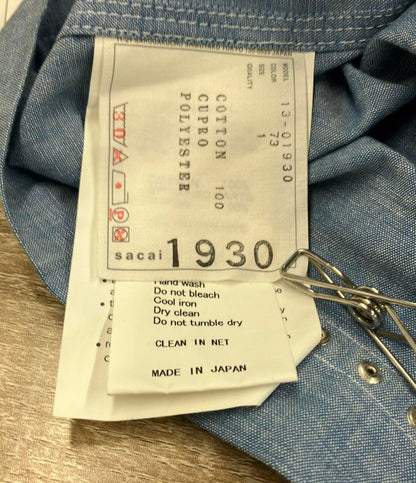 MODEL 13-01930
COLOR 73
SIZE 1
QUALITY
COTTON 100
CUPRO
POLYESTER
30
P
sacai 1930
Hand wash
Do not bleach
Cool iron
Dry clean
Do not tumble dry
CLEAN IN NET
MADE IN JAPAN